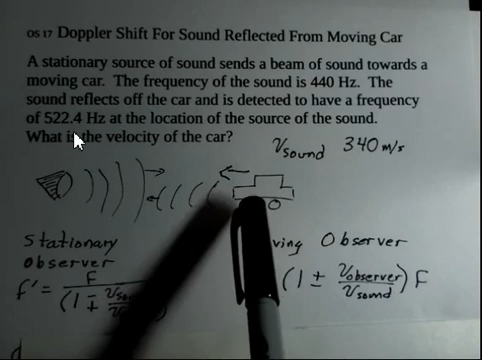 OS 17 Doppler Shift For Sound Reflected From Moving Car
A stationary source of sound sends a beam of sound towards a
moving car. The frequency of the sound is 440 Hz. The
sound reflects off the car and is detected to have a frequency
of 522.4 Hz at the location of the source of the sound.
What is the velocity of the car?
Vsound 340 m/s
Stationary
observer
ving Observer
f' = F / (1 ∓
(1 ± Vobserver / Vsound) F
d